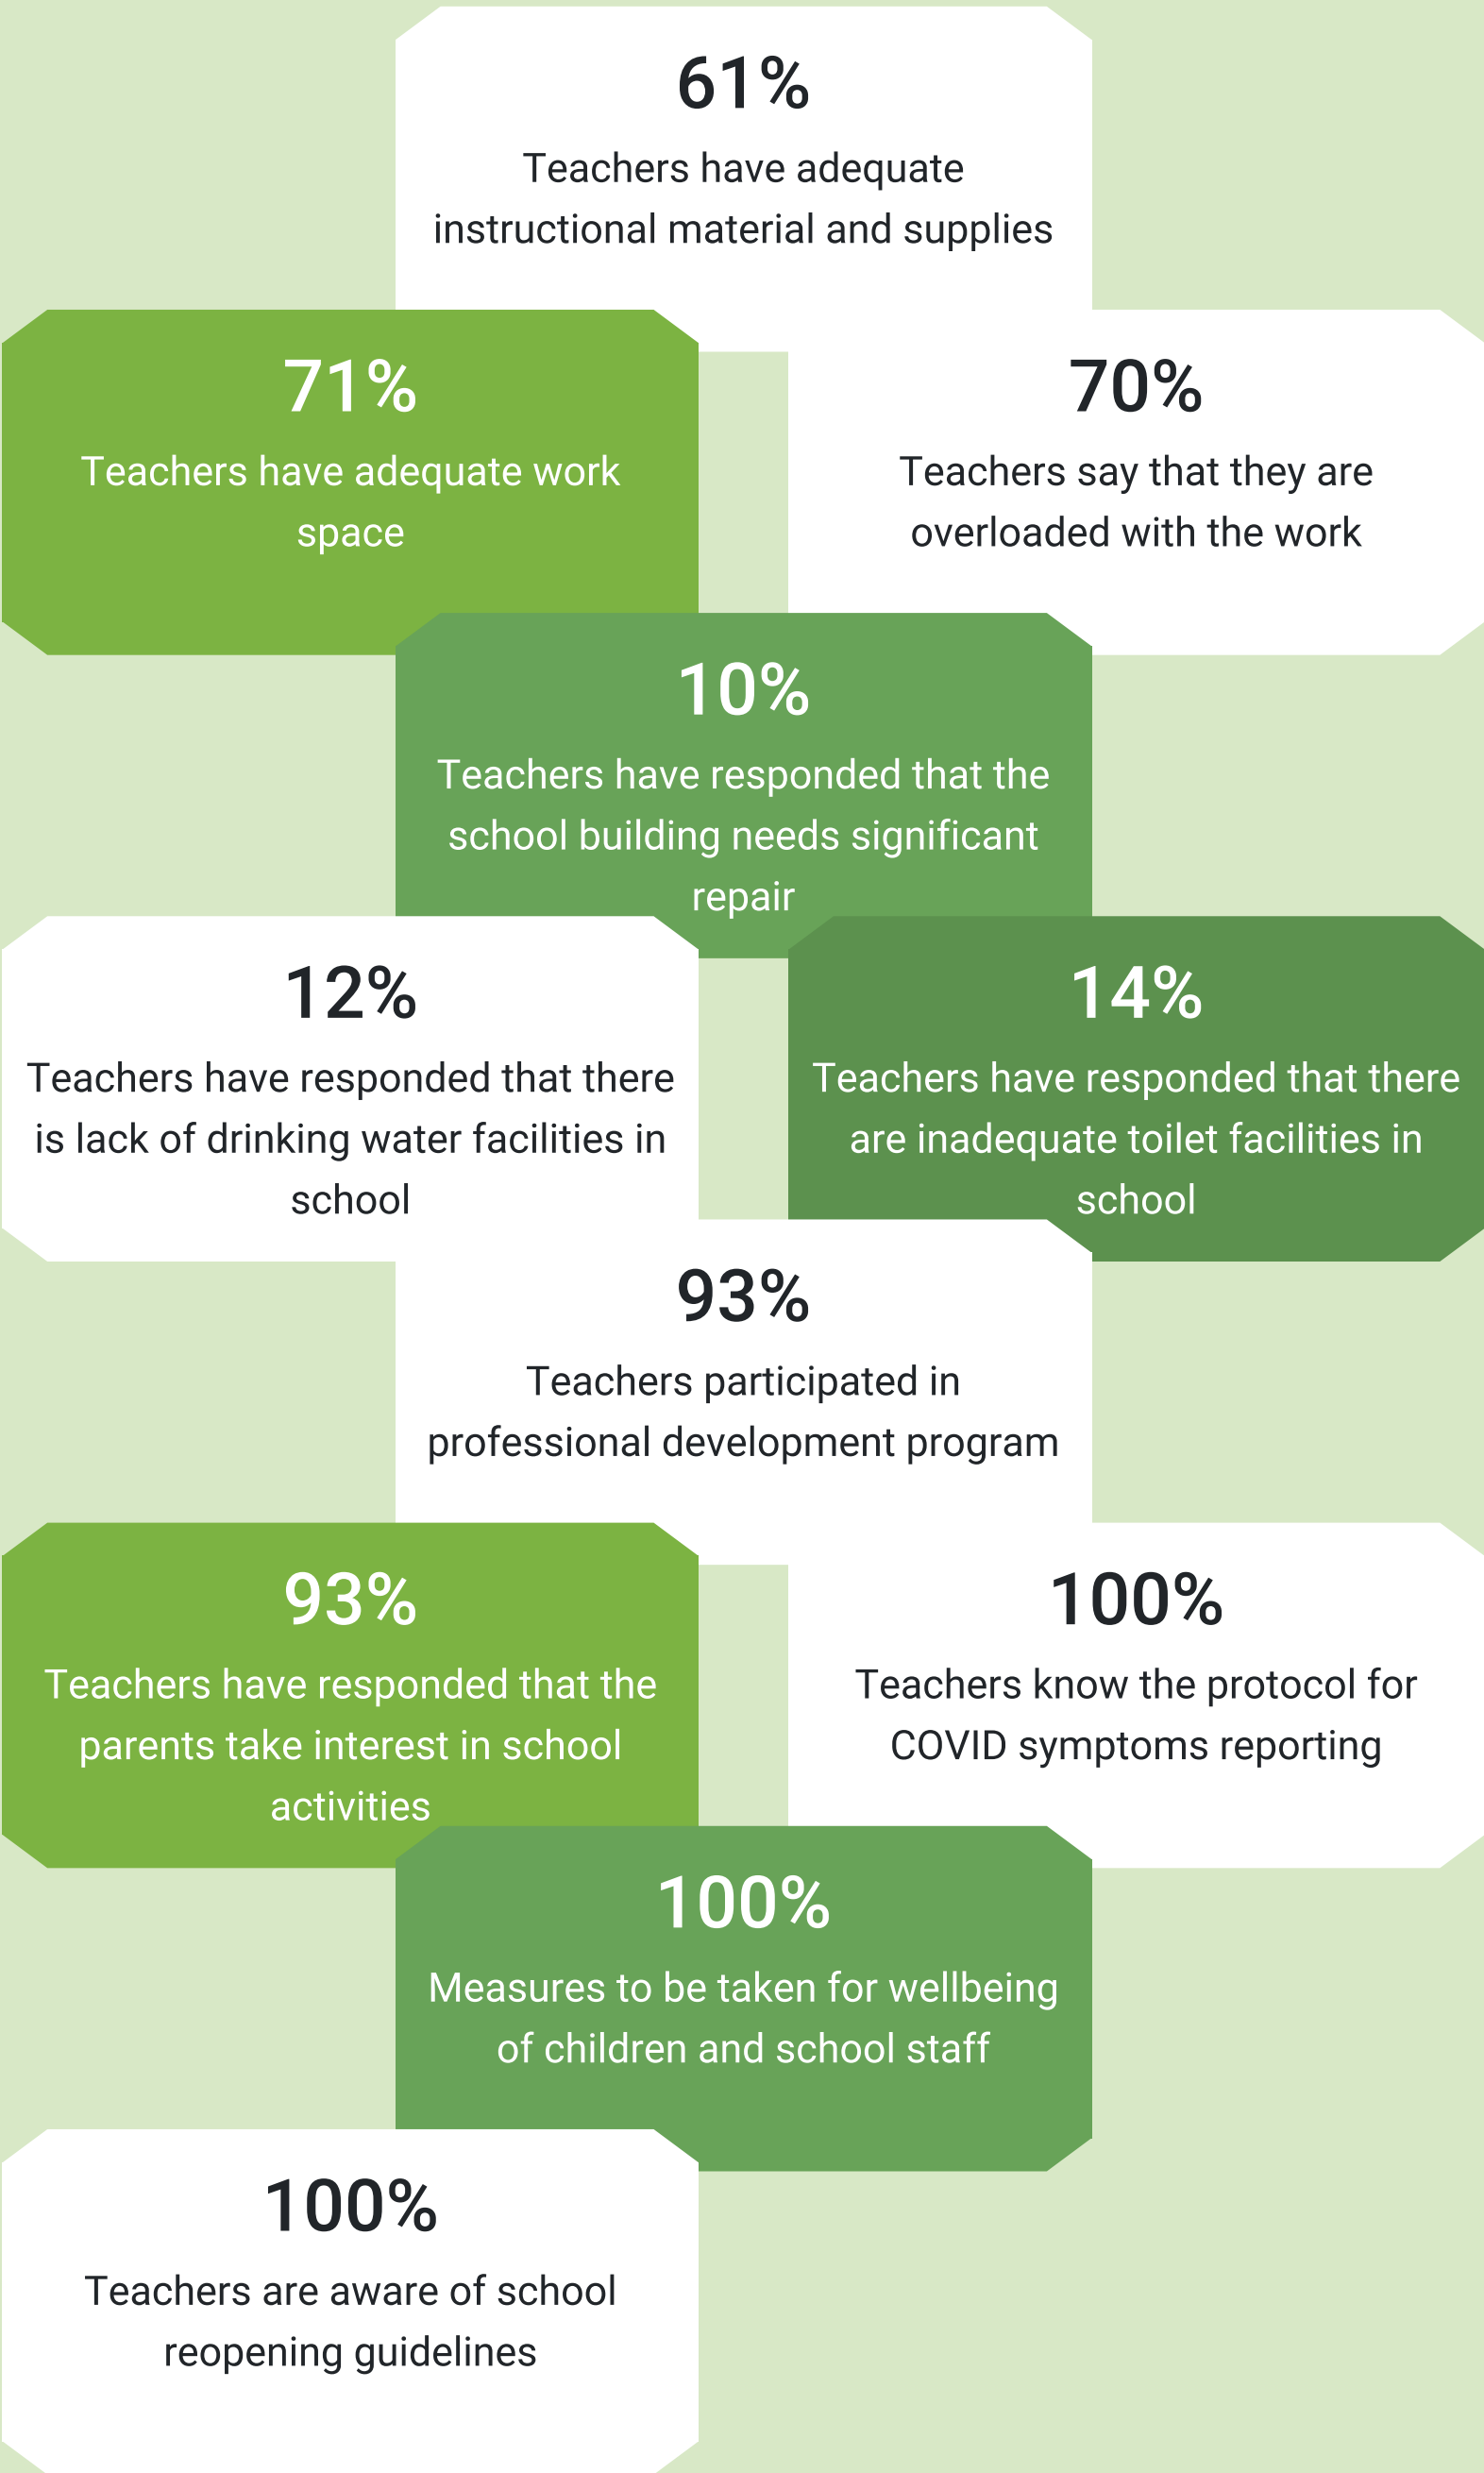 61%
Teachers have adequate
instructional material and supplies
71%
Teachers have adequate work
space
70%
Teachers say that they are
overloaded with the work
10%
Teachers have responded that the
school building needs significant
repair
12%
Teachers have responded that there
is lack of drinking water facilities in
school
14%
Teachers have responded that there
are inadequate toilet facilities in
school
93%
Teachers participated in
professional development program
93%
Teachers have responded that the
parents take interest in school
activities
100%
Teachers know the protocol for
COVID symptoms reporting
100%
Measures to be taken for wellbeing
of children and school staff
100%
Teachers are aware of school
reopening guidelines